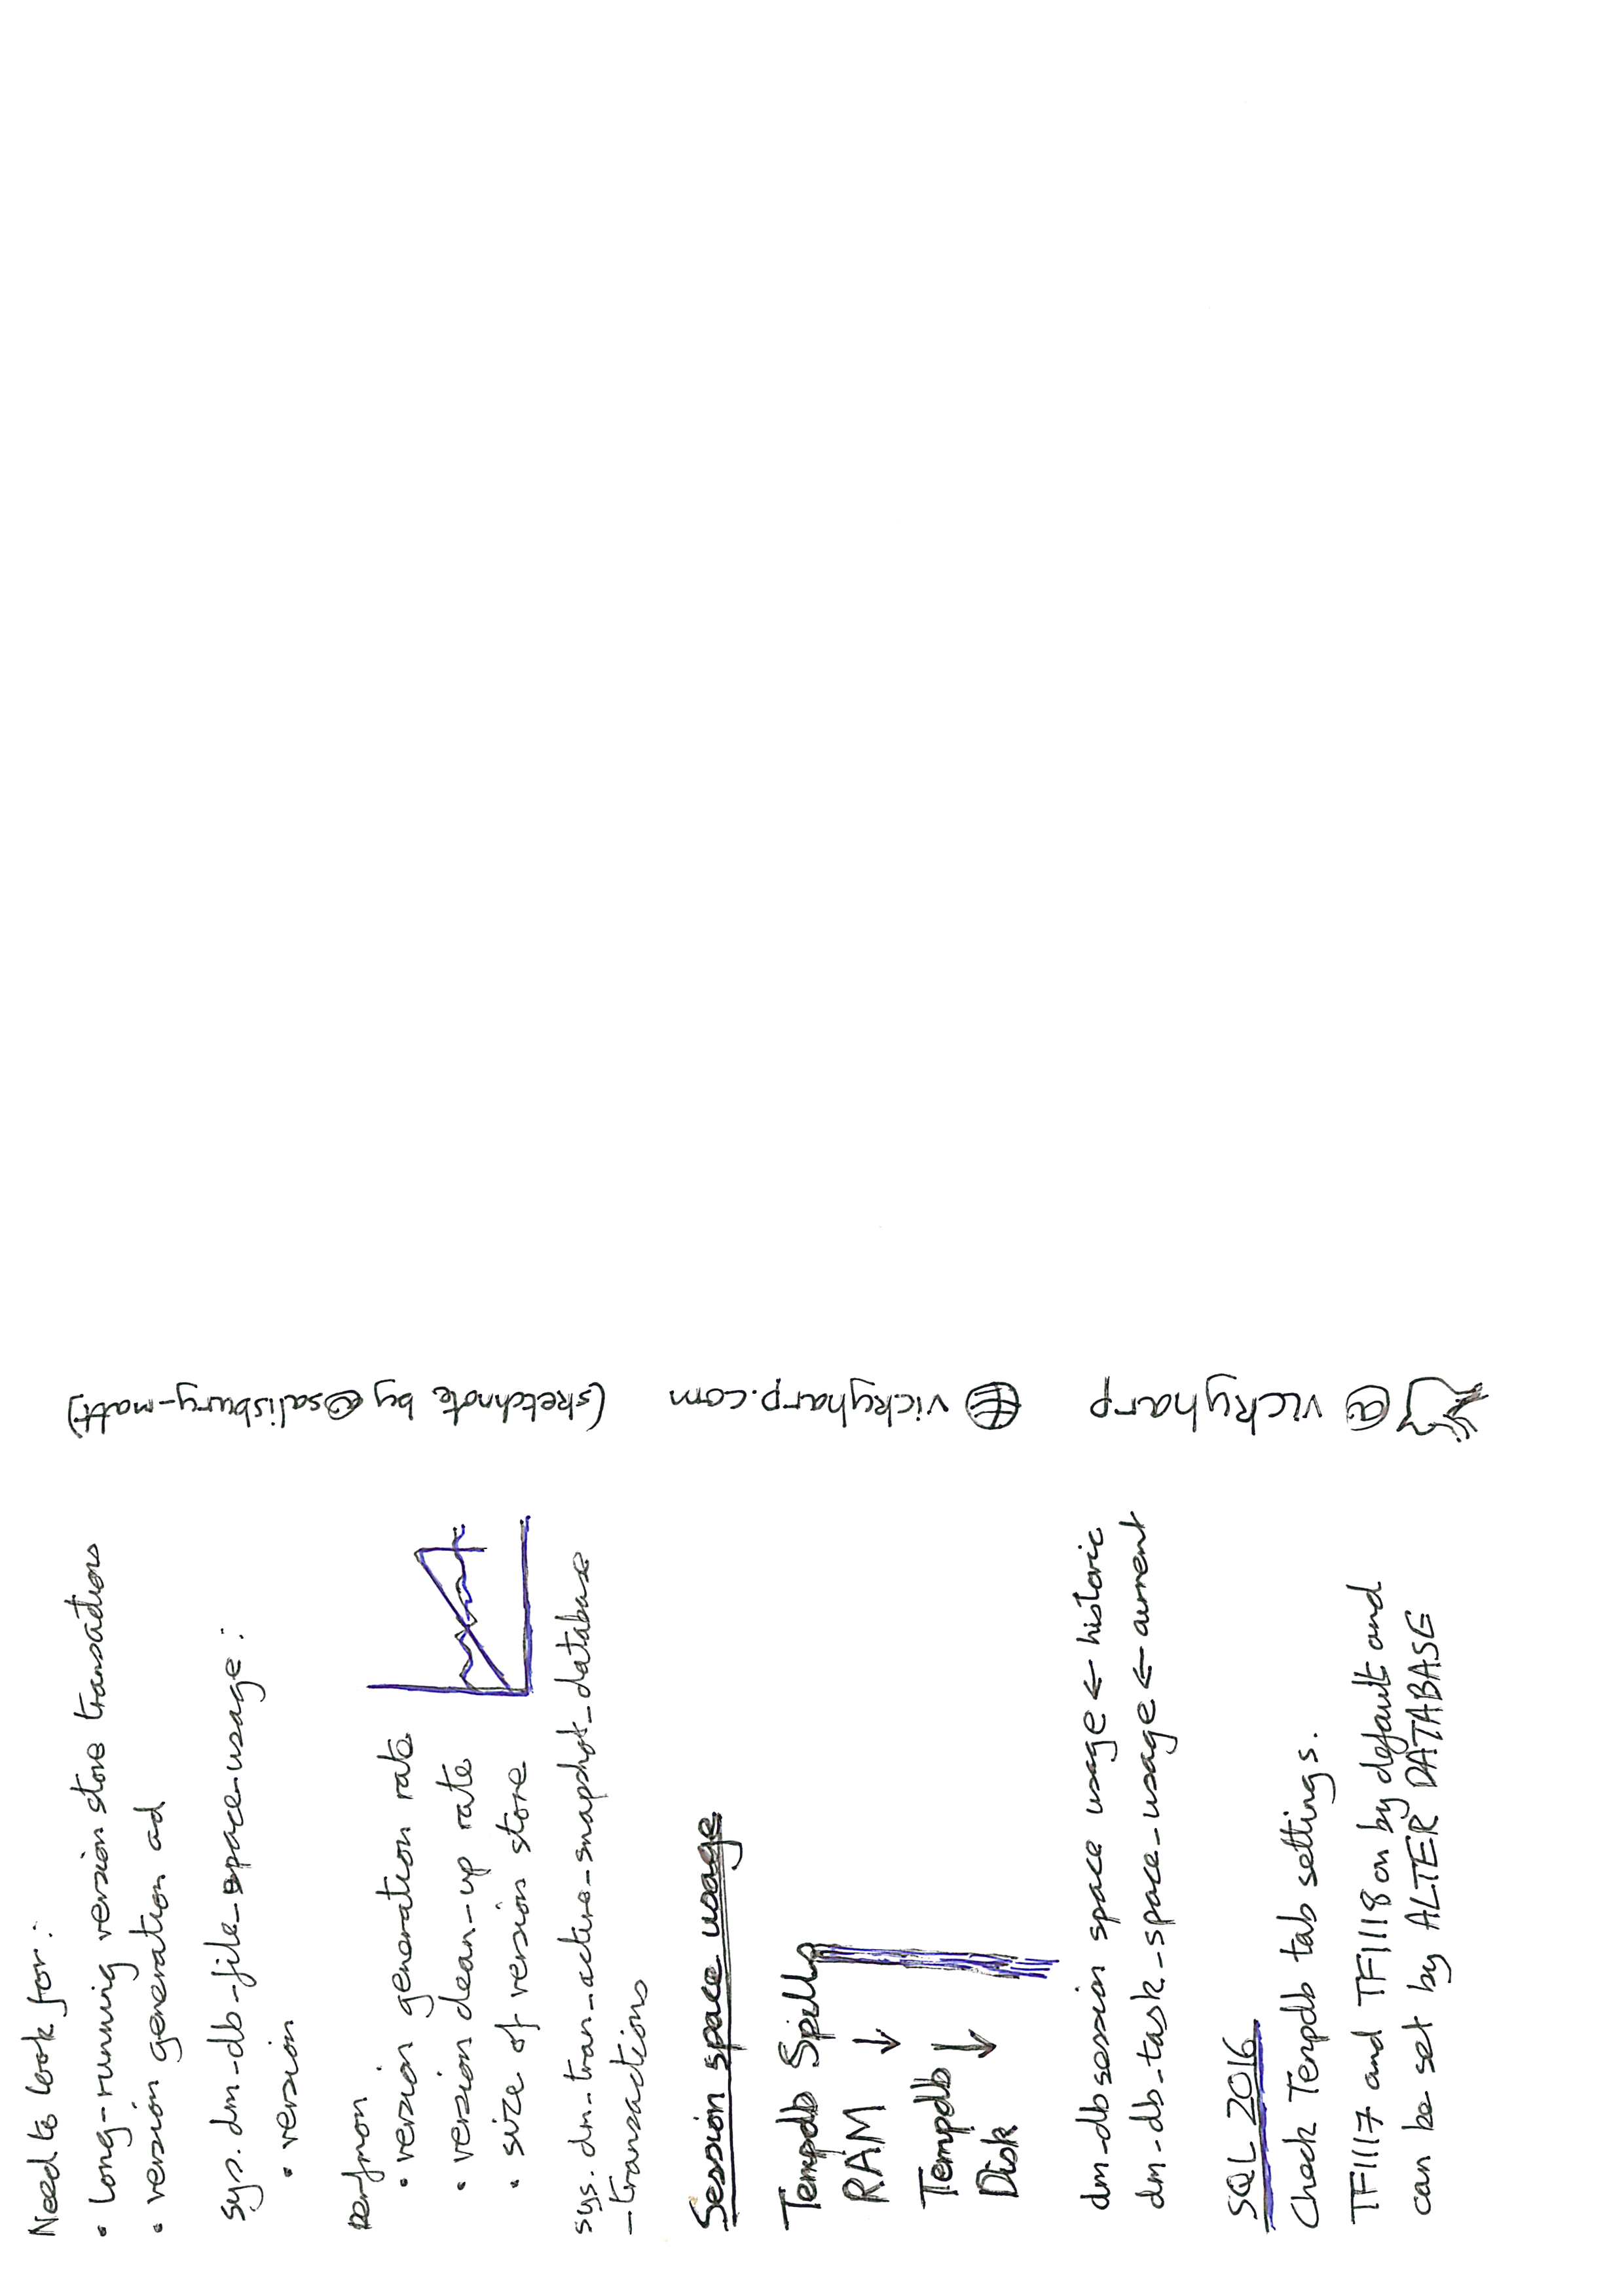 Need to look for:
• long-running version store transactions
• version generation ad
sys.dm_db_file_space_usage:
• version
perfmon
• version generation rate
• version clean-up rate
• size of version store
sys.dm_tran_active_snapshot_database
_transactions
Session space usage
Tempdb Spills
RAM ↓
Tempdb ↓
Disk
dm_db session space usage ← historic
dm_db_task_space_usage ← current
SQL 2016
Check Tempdb tab settings.
TF1117 and TF1118 on by default and
can be set by ALTER DATABASE
@vickyharp vickyharp.com (sketchnote by @salisbury_matt)